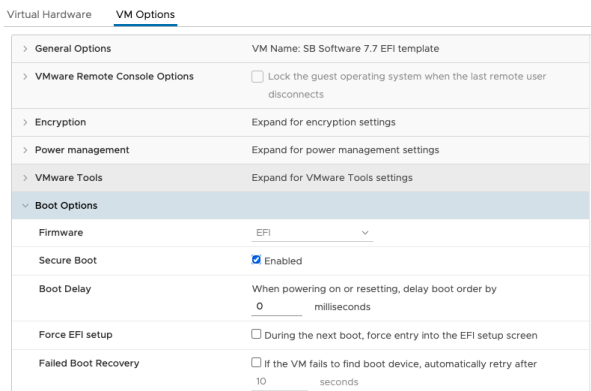 Virtual Hardware VM Options
General Options VM Name: SB Software 7.7 EFI template
VMware Remote Console Options Lock the guest operating system when the last remote user
disconnects
Encryption Expand for encryption settings
Power management Expand for power management settings
VMware Tools Expand for VMware Tools settings
Boot Options
Firmware EFI
Secure Boot Enabled
Boot Delay When powering on or resetting, delay boot order by
0 milliseconds
Force EFI setup During the next boot, force entry into the EFI setup screen
Failed Boot Recovery If the VM fails to find boot device, automatically retry after
10 seconds